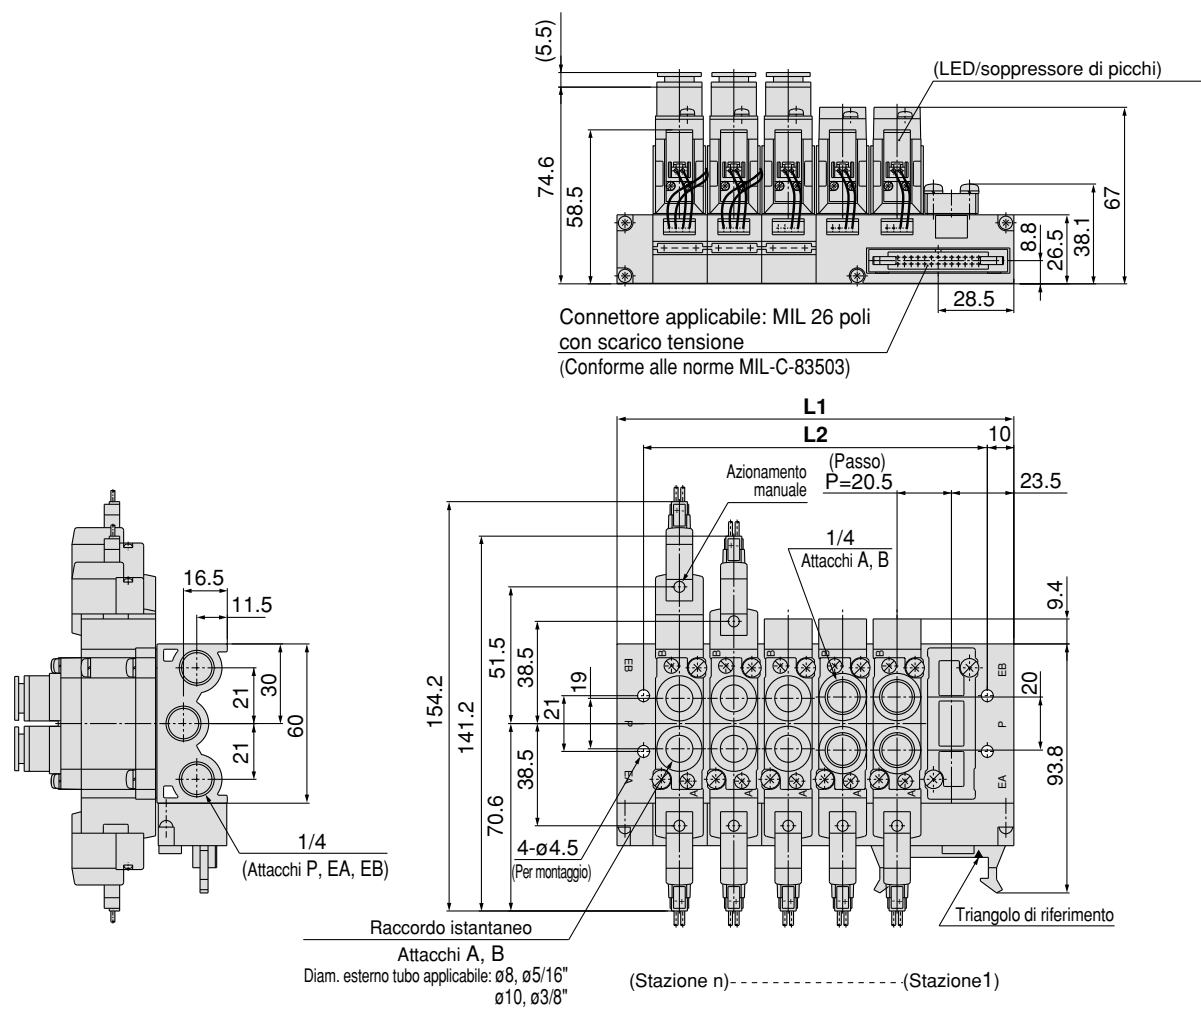 (5.5)
(LED/soppressore di picchi)
74.6
58.5
67
38.1
26.5
8.8
28.5
Connettore applicabile: MIL 26 poli
con scarico tensione
(Conforme alle norme MIL-C-83503)
L1
L2
10
Azionamento
manuale
(Passo)
P=20.5
23.5
1/4
Attacchi A, B
9.4
16.5
11.5
21
30
60
21
1/4
(Attacchi P, EA, EB)
154.2
141.2
51.5
38.5
19
21
38.5
70.6
EB
P
EA
B
B
B
B
B
A
A
A
A
A
EB
P
EA
20
93.8
4-ø4.5
(Per montaggio)
Raccordo istantaneo
Attacchi A, B
Diam. esterno tubo applicabile: ø8, ø5/16"
ø10, ø3/8"
Triangolo di riferimento
(Stazione n)---------------(Stazione1)